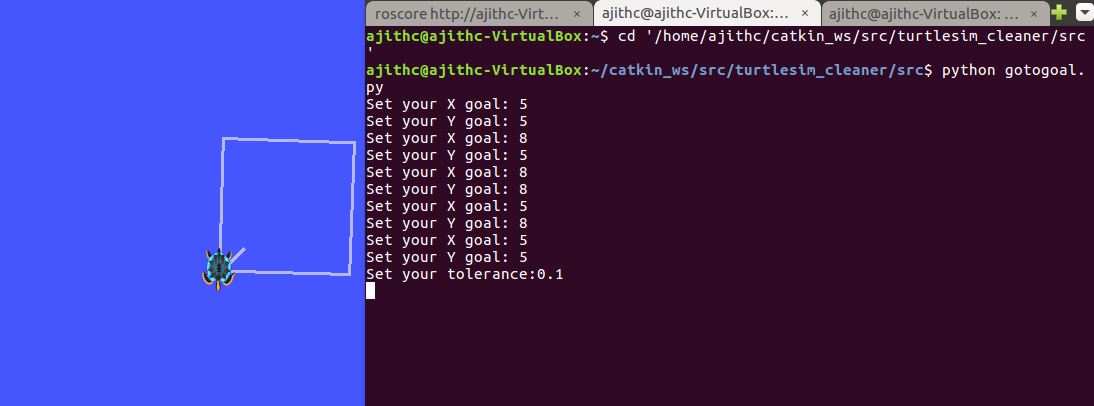 roscore http://ajithc-Virt... × ajithc@ajithc-VirtualBox:... × ajithc@ajithc-VirtualBox: ... ×
ajithc@ajithc-VirtualBox:~$ cd '/home/ajithc/catkin_ws/src/turtlesim_cleaner/src
'
ajithc@ajithc-VirtualBox:~/catkin_ws/src/turtlesim_cleaner/src$ python gotogoal.
py
Set your X goal: 5
Set your Y goal: 5
Set your X goal: 8
Set your Y goal: 5
Set your X goal: 8
Set your Y goal: 8
Set your X goal: 5
Set your Y goal: 8
Set your X goal: 5
Set your Y goal: 5
Set your tolerance:0.1